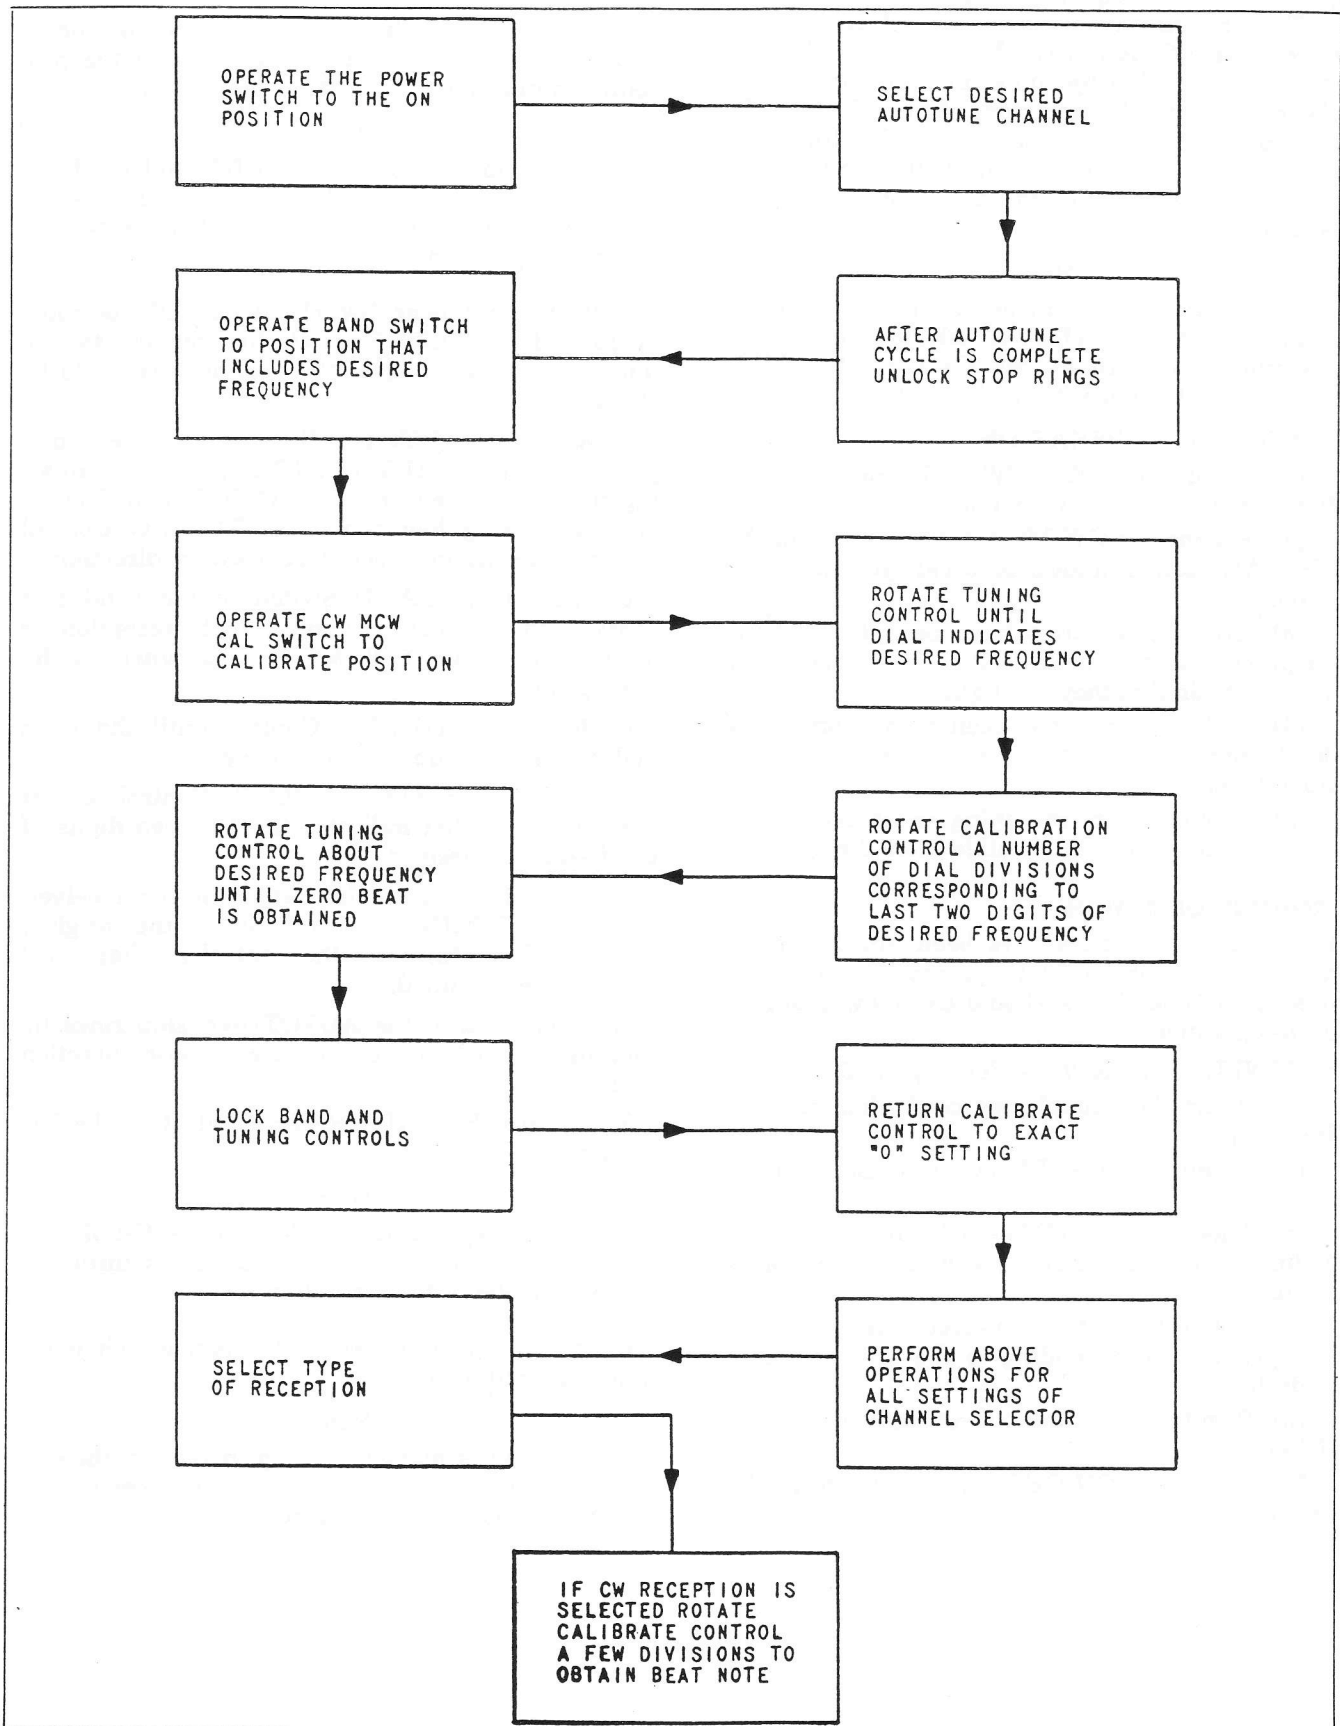 OPERATE THE POWER
SWITCH TO THE ON
POSITION
SELECT DESIRED
AUTOTUNE CHANNEL
AFTER AUTOTUNE
CYCLE IS COMPLETE
UNLOCK STOP RINGS
OPERATE BAND SWITCH
TO POSITION THAT
INCLUDES DESIRED
FREQUENCY
OPERATE CW MCW
CAL SWITCH TO
CALIBRATE POSITION
ROTATE TUNING
CONTROL UNTIL
DIAL INDICATES
DESIRED FREQUENCY
ROTATE CALIBRATION
CONTROL A NUMBER
OF DIAL DIVISIONS
CORRESPONDING TO
LAST TWO DIGITS OF
DESIRED FREQUENCY
ROTATE TUNING
CONTROL ABOUT
DESIRED FREQUENCY
UNTIL ZERO BEAT
IS OBTAINED
LOCK BAND AND
TUNING CONTROLS
RETURN CALIBRATE
CONTROL TO EXACT
"0" SETTING
PERFORM ABOVE
OPERATIONS FOR
ALL SETTINGS OF
CHANNEL SELECTOR
SELECT TYPE
OF RECEPTION
IF CW RECEPTION IS
SELECTED ROTATE
CALIBRATE CONTROL
A FEW DIVISIONS TO
OBTAIN BEAT NOTE